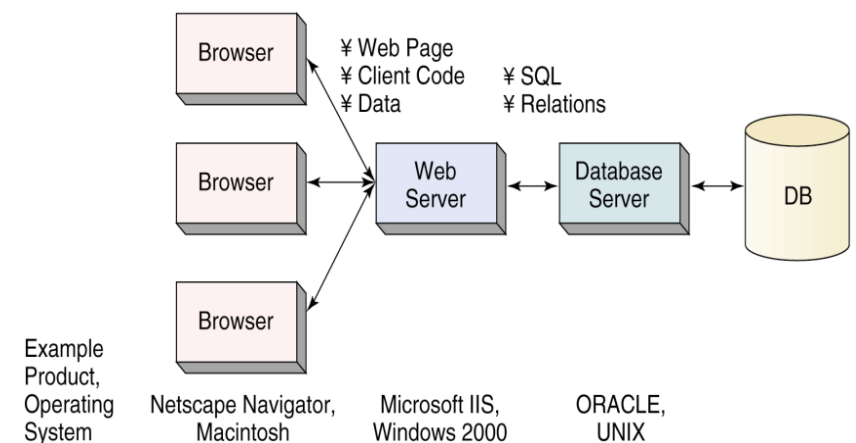 Browser
¥ Web Page
¥ Client Code
¥ Data
¥ SQL
¥ Relations
Browser
Web
Server
Database
Server
DB
Browser
Example
Product,
Operating
System
Netscape Navigator,
Macintosh
Microsoft IIS,
Windows 2000
ORACLE,
UNIX